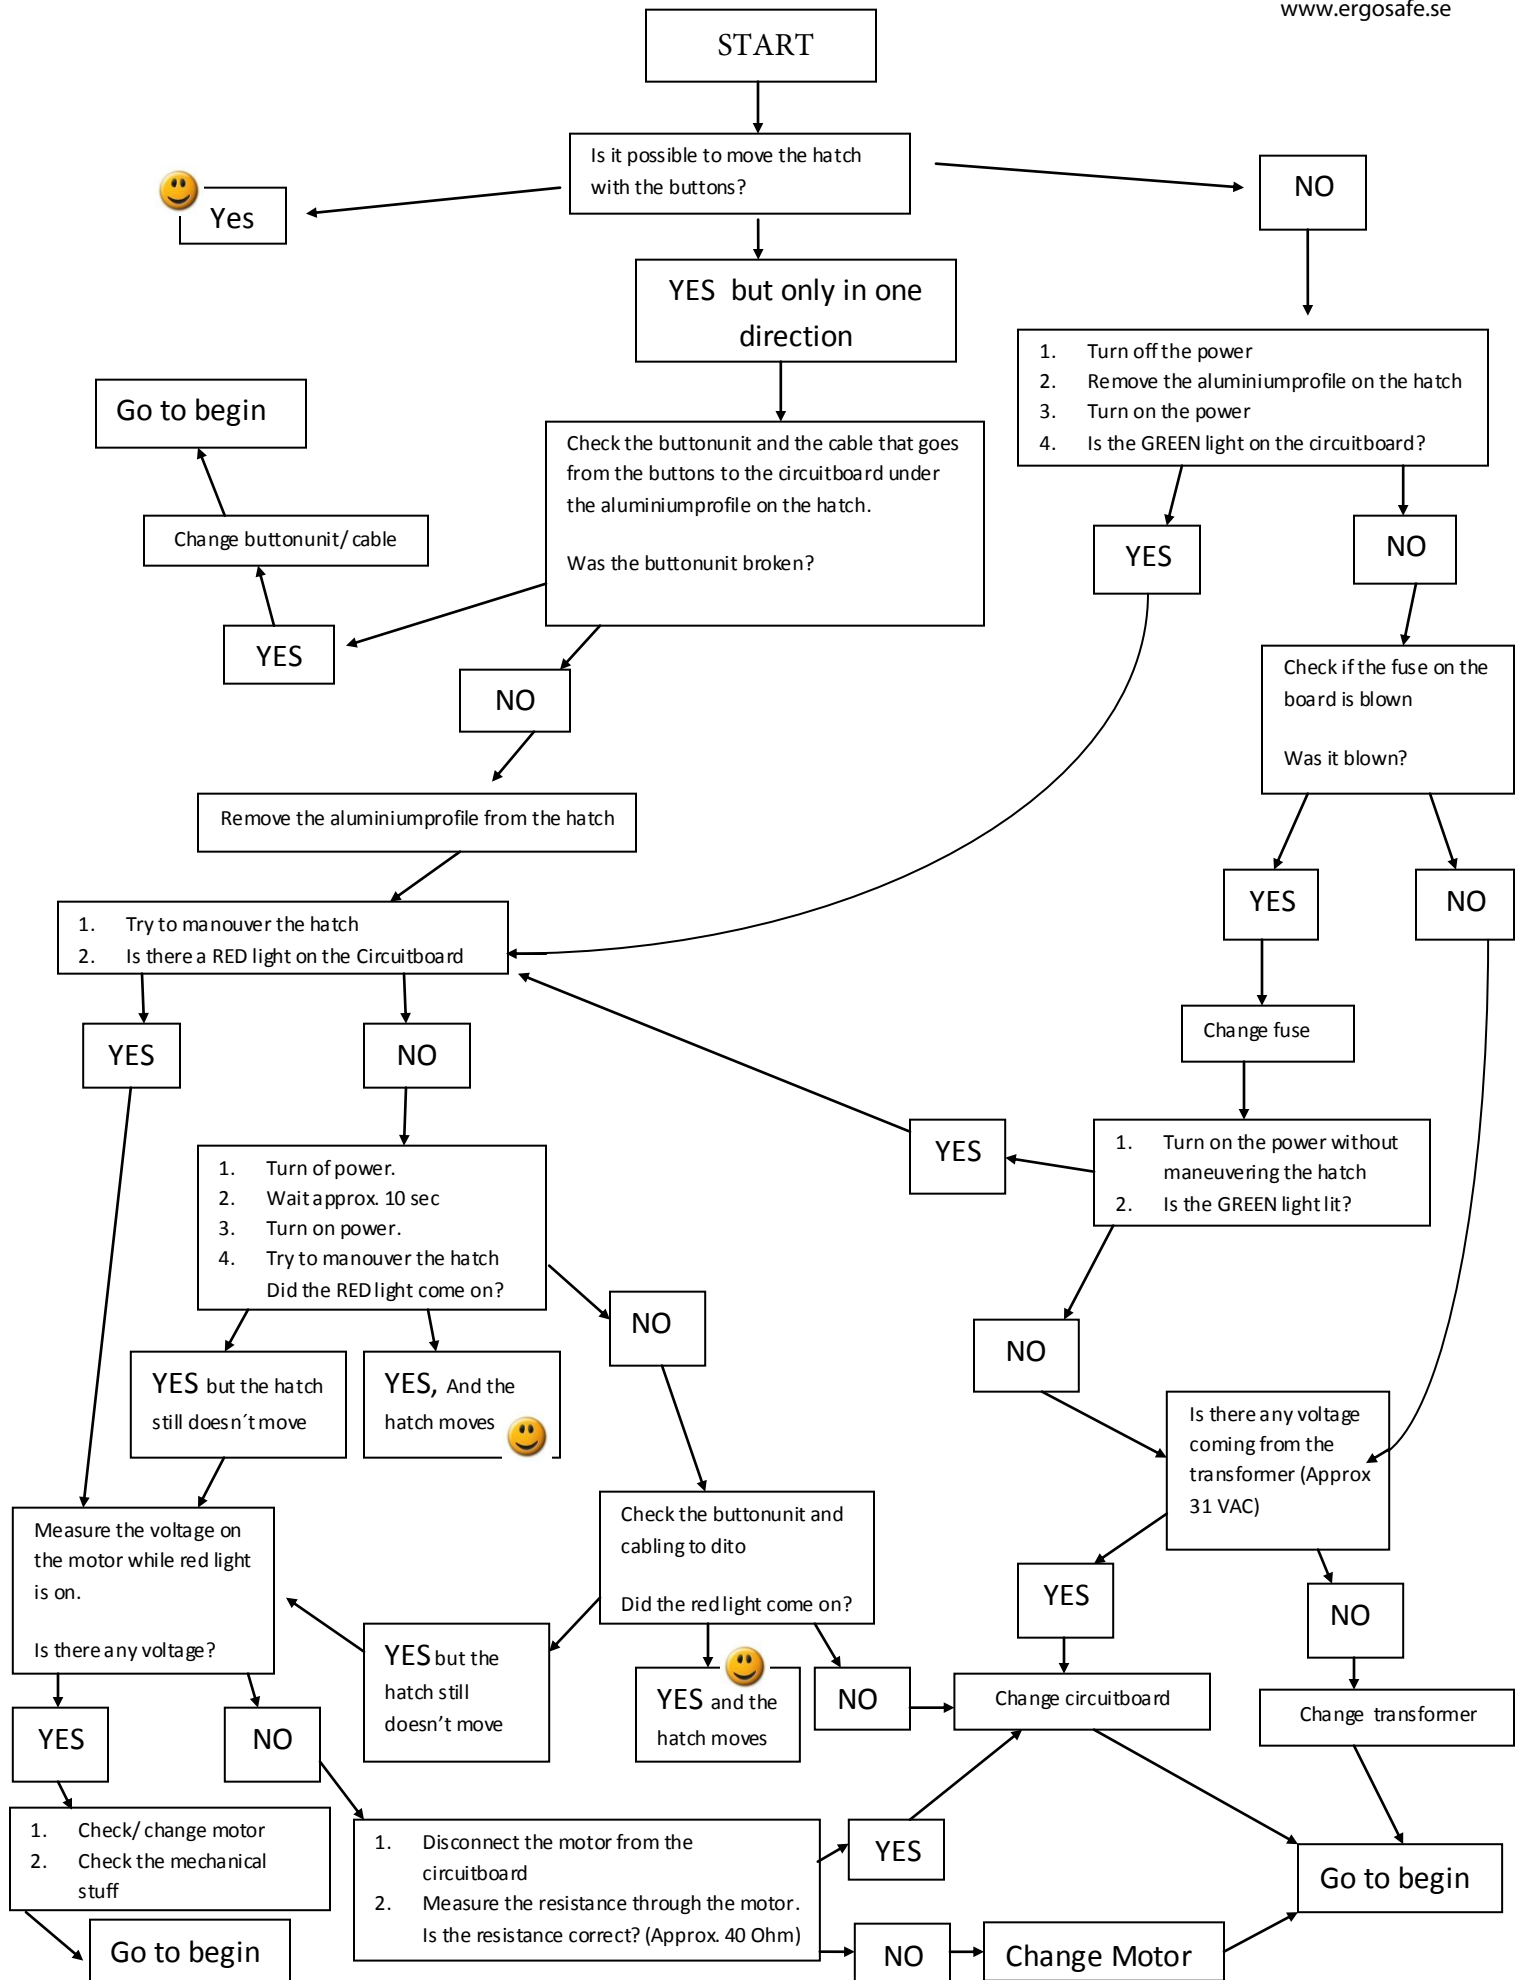 www.ergosafe.se
START
Is it possible to move the hatch
with the buttons?
Yes
NO
YES but only in one
direction
1. Turn off the power
2. Remove the aluminiumprofile on the hatch
3. Turn on the power
4. Is the GREEN light on the circuitboard?
Go to begin
Check the buttonunit and the cable that goes
from the buttons to the circuitboard under
the aluminiumprofile on the hatch.
Was the buttonunit broken?
Change buttonunit/ cable
YES
NO
YES
NO
Check if the fuse on the
board is blown
Was it blown?
Remove the aluminiumprofile from the hatch
YES
NO
1. Try to manouver the hatch
2. Is there a RED light on the Circuitboard
YES
NO
Change fuse
1. Turn of power.
2. Wait approx. 10 sec
3. Turn on power.
4. Try to manouver the hatch
Did the RED light come on?
YES
1. Turn on the power without
maneuvering the hatch
2. Is the GREEN light lit?
NO
NO
YES but the hatch
still doesn´t move
YES, And the
hatch moves
Is there any voltage
coming from the
transformer (Approx
31 VAC)
Measure the voltage on
the motor while red light
is on.
Is there any voltage?
Check the buttonunit and
cabling to dito
Did the red light come on?
YES
NO
YES but the
hatch still
doesn’t move
YES and the
hatch moves
NO
Change circuitboard
Change transformer
YES
NO
1. Check/ change motor
2. Check the mechanical
stuff
1. Disconnect the motor from the
circuitboard
2. Measure the resistance through the motor.
Is the resistance correct? (Approx. 40 Ohm)
YES
Go to begin
Go to begin
NO
Change Motor